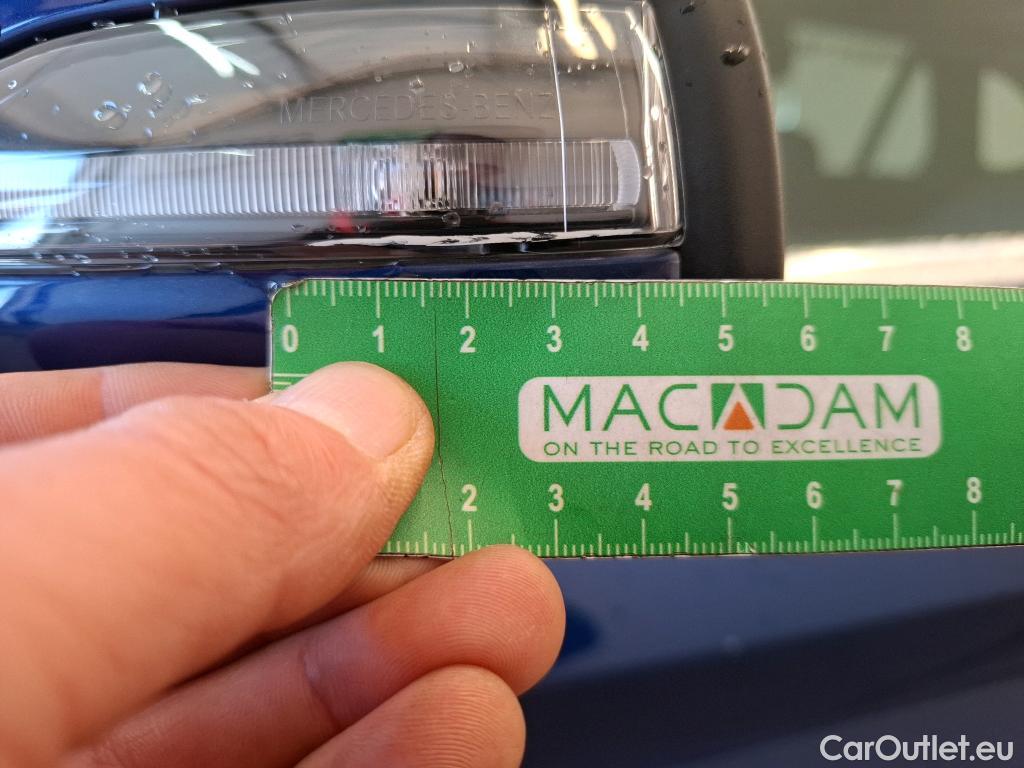 MERCEDES-BENZ
0 1 2 3 4 5 6 7 8
MACADAM
ON THE ROAD TO EXCELLENCE
2 3 4 5 6 7 8
CarOutlet.eu